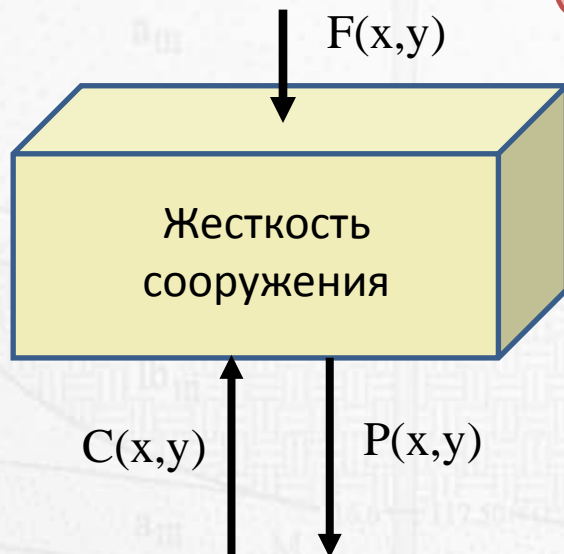 F(x,y)
Жесткость
сооружения
C(x,y)
P(x,y)